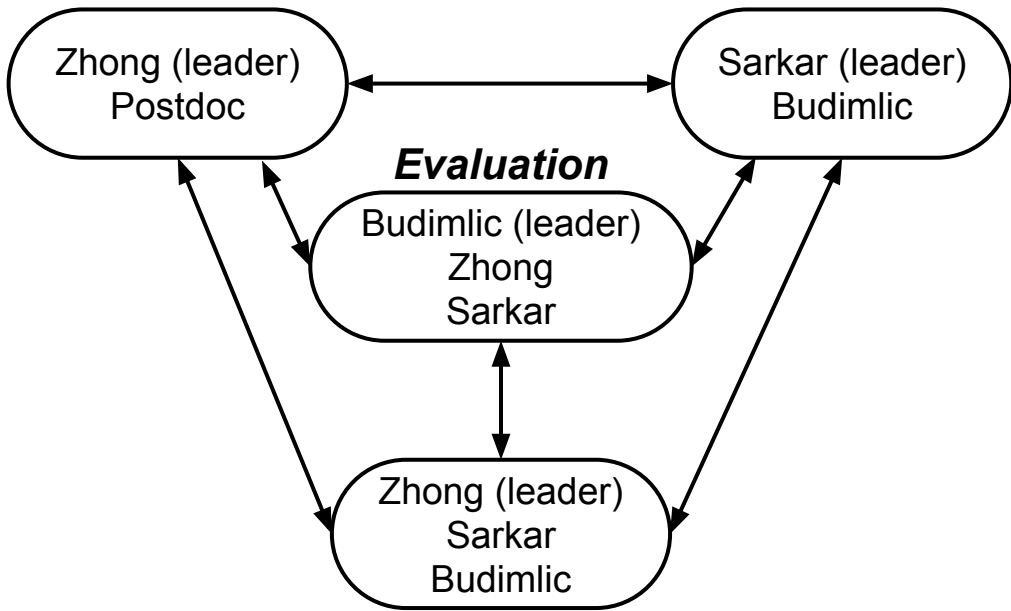 Zhong (leader)
Postdoc
Sarkar (leader)
Budimlic
Evaluation
Budimlic (leader)
Zhong
Sarkar
Zhong (leader)
Sarkar
Budimlic